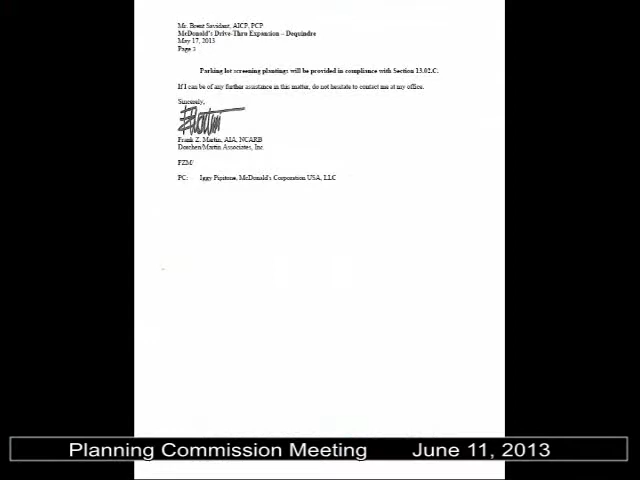 Mr. Brent Savidant, AICP, PCP
McDonald's Drive-Thru Expansion – Dequindre
May 17, 2013
Page 3
Parking lot screening plantings will be provided in compliance with Section 13.02.C.
If I can be of any further assistance in this matter, do not hesitate to contact me at my office.
Sincerely,
Frank Z. Martin, AIA, NCARB
Dorchen/Martin Associates, Inc.
FZM/
PC: Iggy Pipitone, McDonald's Corporation USA, LLC
Planning Commission Meeting June 11, 2013